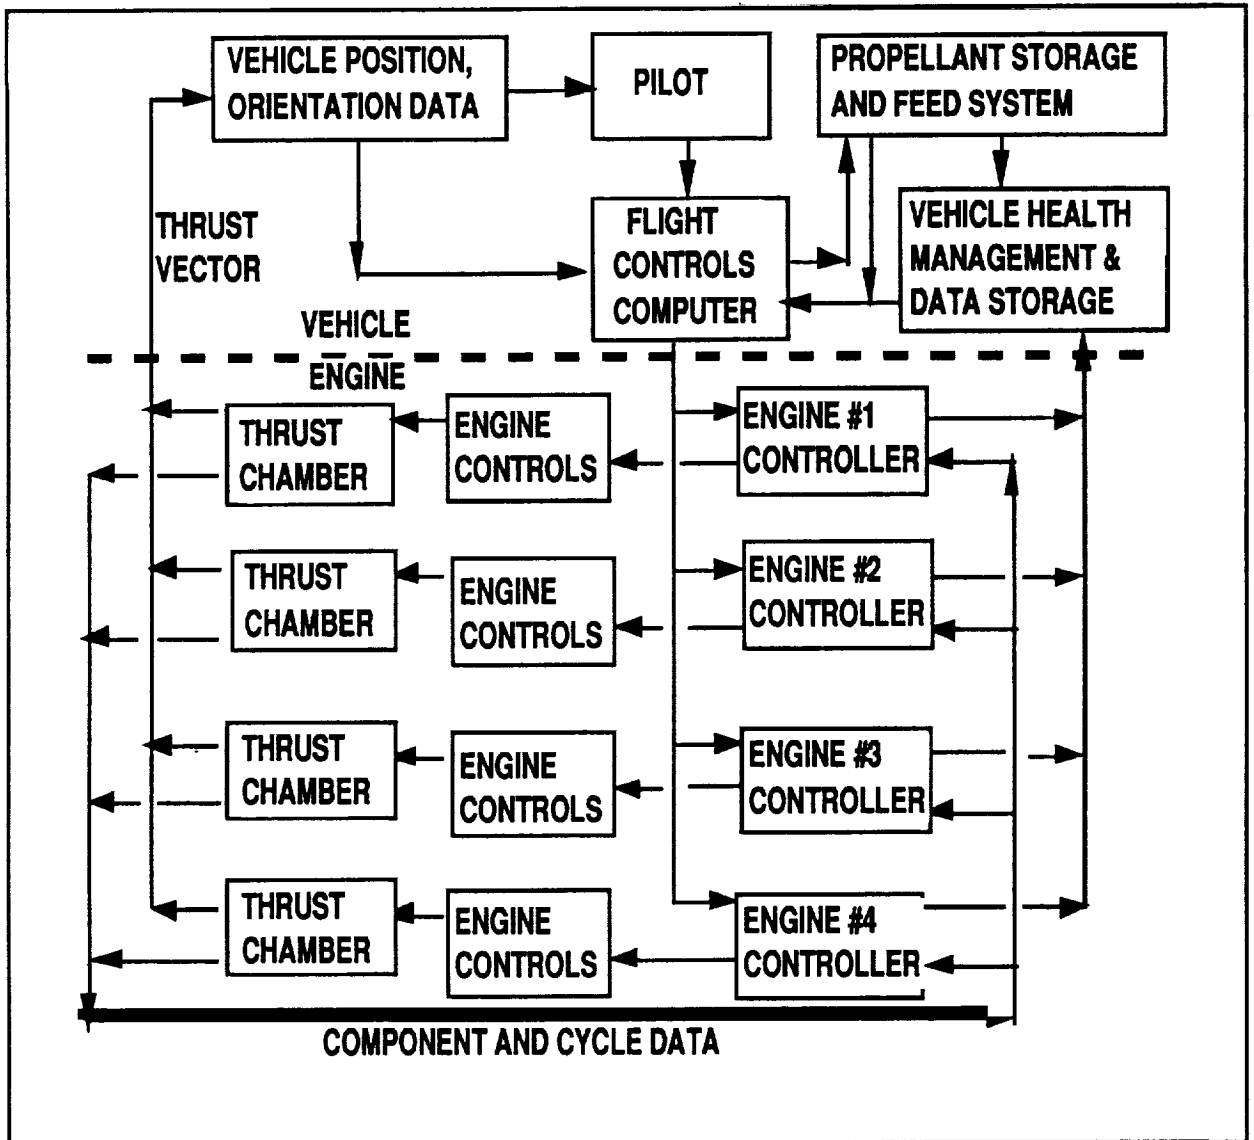 VEHICLE POSITION,
ORIENTATION DATA
PILOT
PROPELLANT STORAGE
AND FEED SYSTEM
THRUST
VECTOR
FLIGHT
CONTROLS
COMPUTER
VEHICLE HEALTH
MANAGEMENT &
DATA STORAGE
VEHICLE
ENGINE
THRUST
CHAMBER
ENGINE
CONTROLS
ENGINE #1
CONTROLLER
THRUST
CHAMBER
ENGINE
CONTROLS
ENGINE #2
CONTROLLER
THRUST
CHAMBER
ENGINE
CONTROLS
ENGINE #3
CONTROLLER
THRUST
CHAMBER
ENGINE
CONTROLS
ENGINE #4
CONTROLLER
COMPONENT AND CYCLE DATA